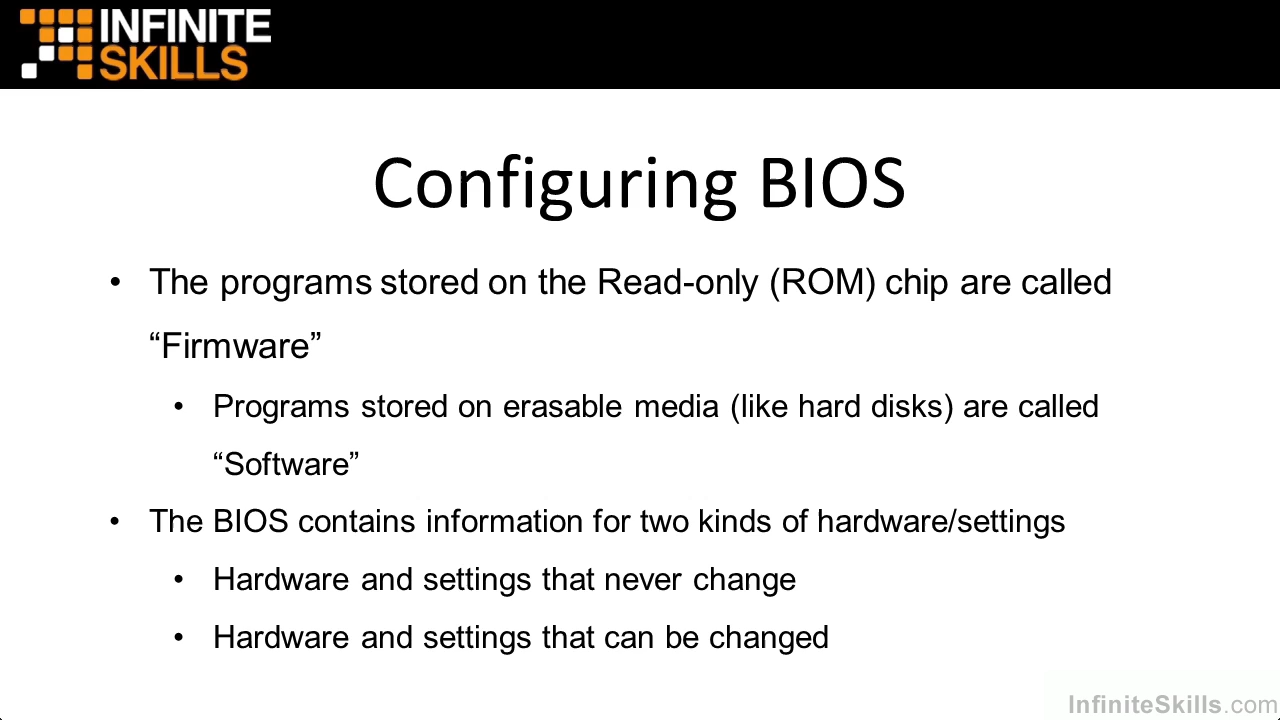 INFINITE
SKILLS
Configuring BIOS
• The programs stored on the Read-only (ROM) chip are called
“Firmware”
• Programs stored on erasable media (like hard disks) are called
“Software”
• The BIOS contains information for two kinds of hardware/settings
• Hardware and settings that never change
• Hardware and settings that can be changed
InfiniteSkills.com